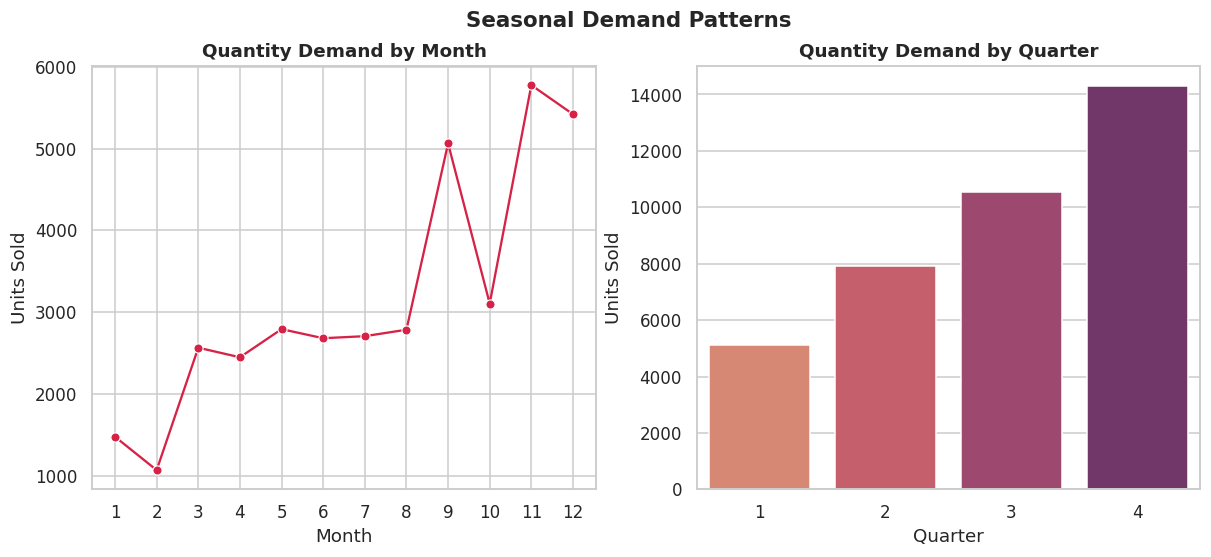 Seasonal Demand Patterns
Quantity Demand by Month
6000
5000
4000
3000
2000
1000
Units Sold
1 2 3 4 5 6 7 8 9 10 11 12
Month
Quantity Demand by Quarter
14000
12000
10000
8000
6000
4000
2000
0
Units Sold
1 2 3 4
Quarter